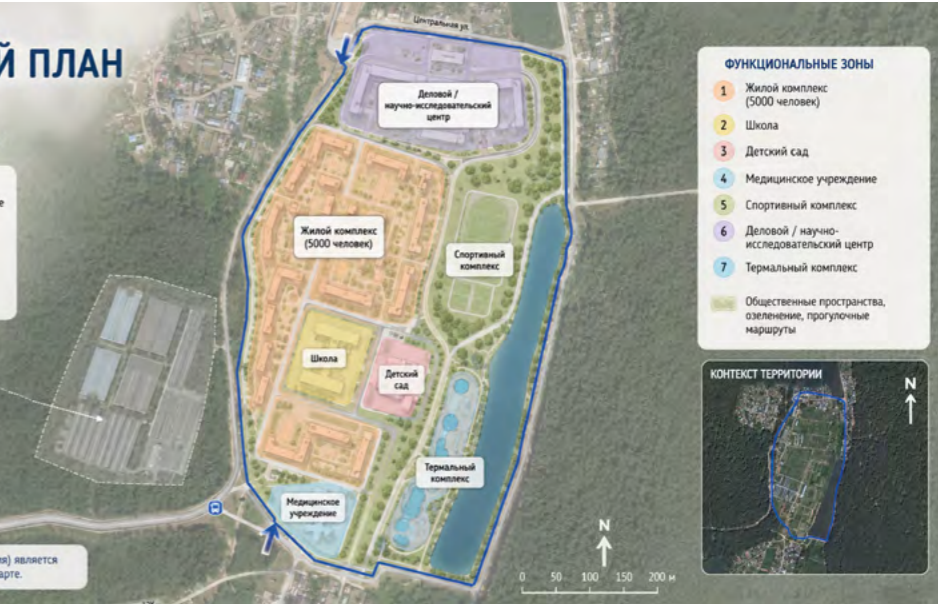 Й ПЛАН
Центральная ул.
Деловой /
научно-исследовательский
центр
Жилой комплекс
(5000 человек)
Спортивный
комплекс
Школа
Детский
сад
Термальный
комплекс
Медицинское
учреждение
е
ия) является
арте.
N
0 50 100 150 200 м
ФУНКЦИОНАЛЬНЫЕ ЗОНЫ
1 Жилой комплекс
(5000 человек)
2 Школа
3 Детский сад
4 Медицинское учреждение
5 Спортивный комплекс
6 Деловой / научно-
исследовательский центр
7 Термальный комплекс
Общественные пространства,
озеленение, прогулочные
маршруты
КОНТЕКСТ ТЕРРИТОРИИ
N